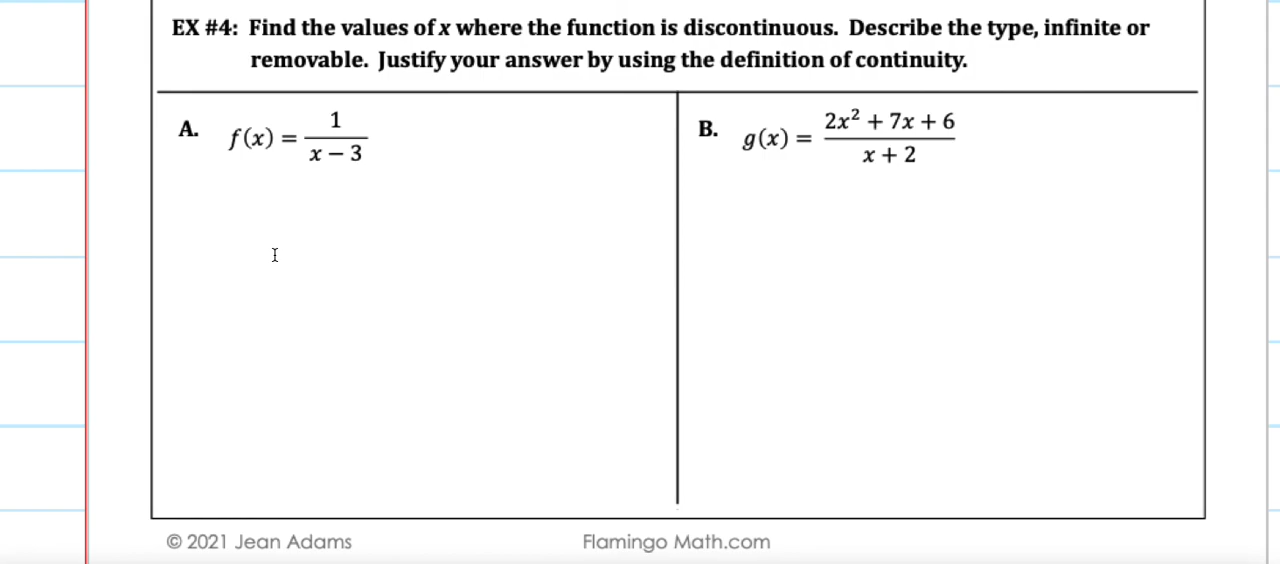 EX #4: Find the values of x where the function is discontinuous. Describe the type, infinite or
removable. Justify your answer by using the definition of continuity.
A. f(x) = 1 / (x − 3)
B. g(x) = (2x² + 7x + 6) / (x + 2)
© 2021 Jean Adams
Flamingo Math.com